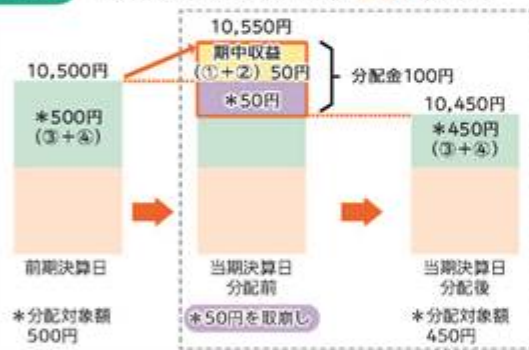 10,550円
期中収益
(①+②) 50円
分配金100円
10,500円
*50円
10,450円
*500円
(③+④)
*450円
(③+④)
前期決算日
当期決算日
分配前
当期決算日
分配後
*分配対象額
500円
*50円を取崩し
*分配対象額
450円